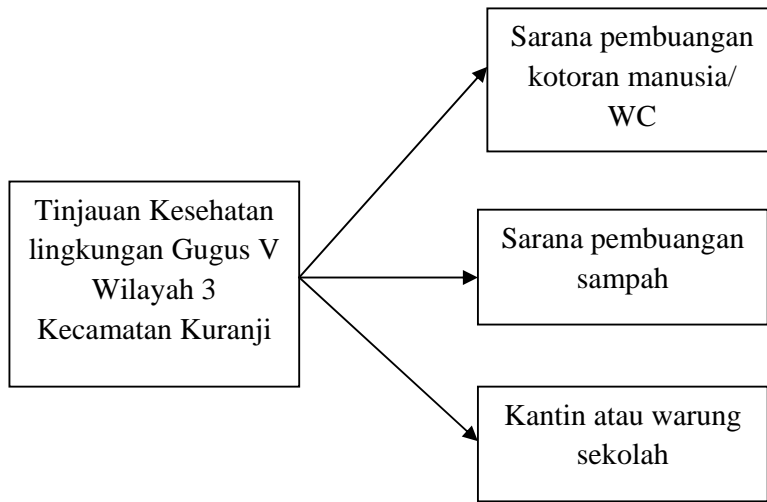 Tinjauan Kesehatan
lingkungan Gugus V
Wilayah 3
Kecamatan Kuranji
Sarana pembuangan
kotoran manusia/
WC
Sarana pembuangan
sampah
Kantin atau warung
sekolah